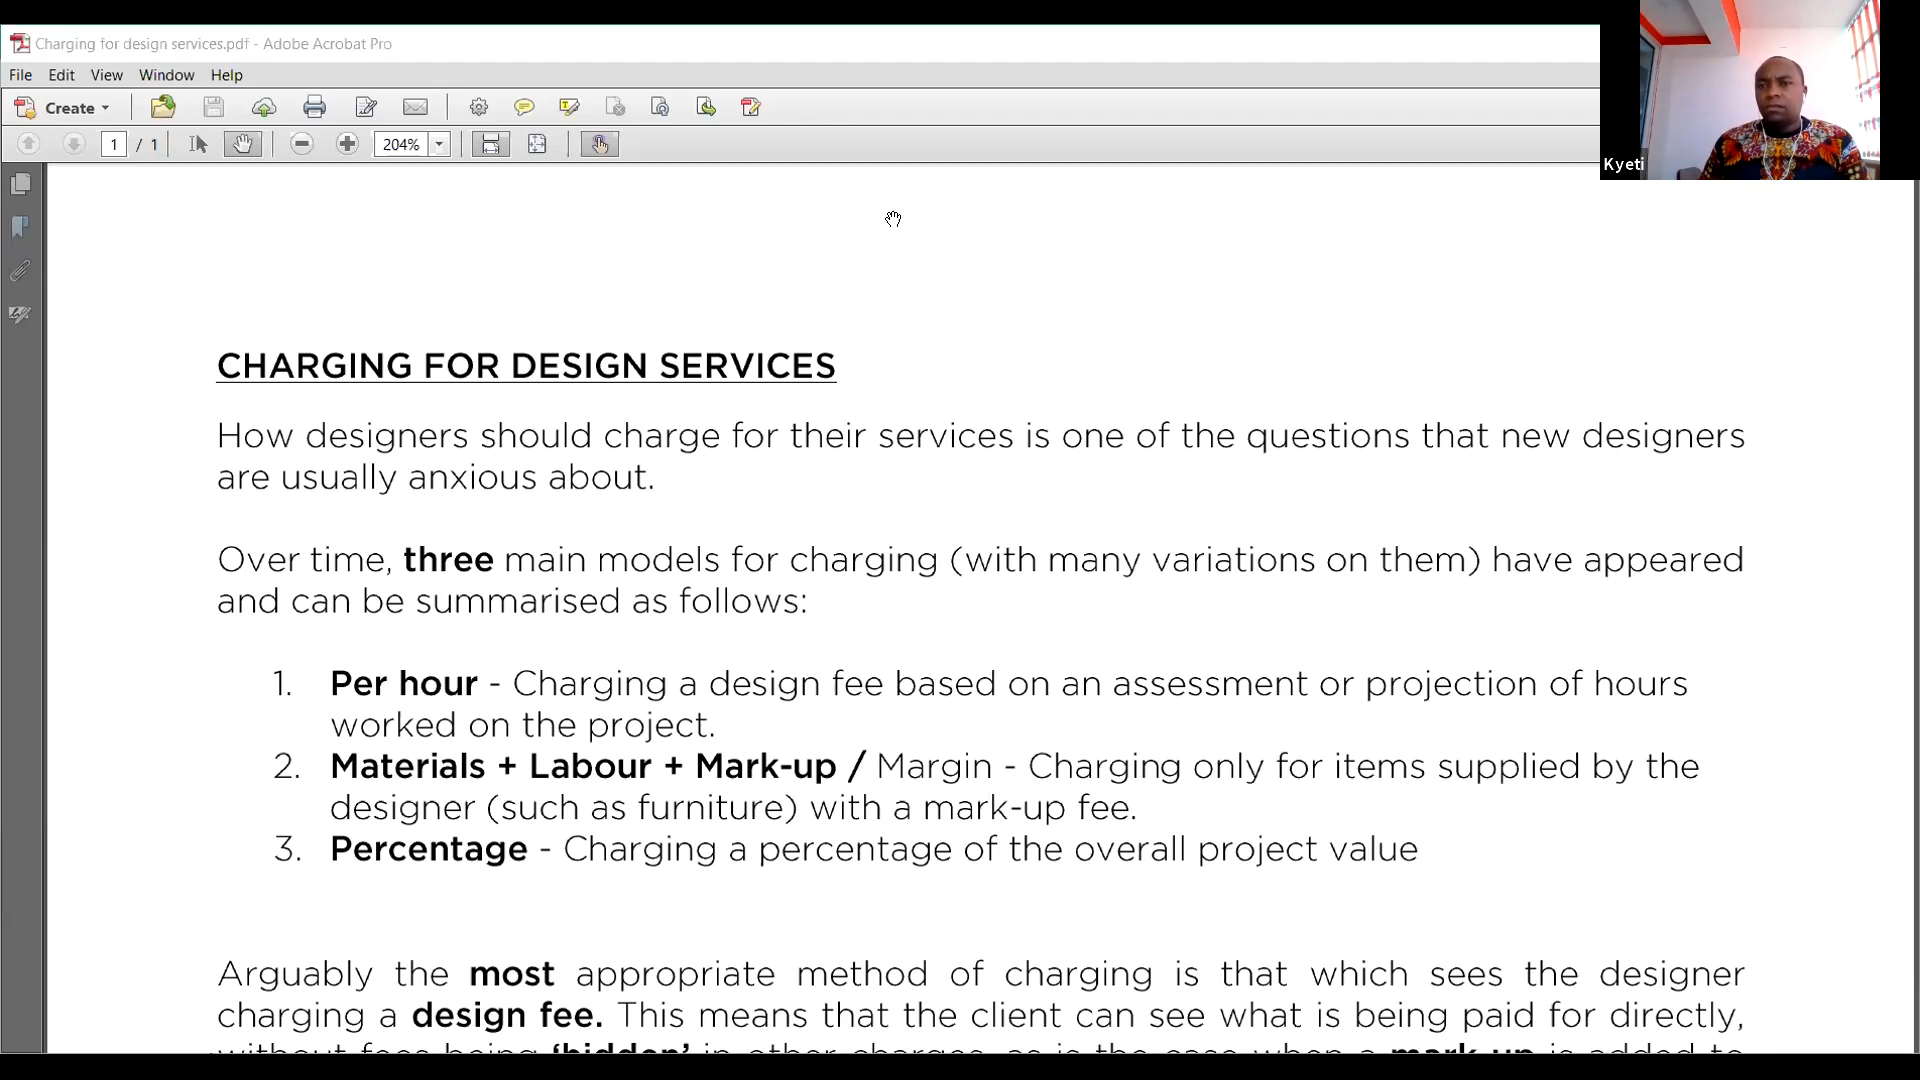 Charging for design services.pdf - Adobe Acrobat Pro
File Edit View Window Help
Create
1 / 1 204%
Kyeti
CHARGING FOR DESIGN SERVICES
How designers should charge for their services is one of the questions that new designers
are usually anxious about.
Over time, three main models for charging (with many variations on them) have appeared
and can be summarised as follows:
1. Per hour - Charging a design fee based on an assessment or projection of hours
worked on the project.
2. Materials + Labour + Mark-up / Margin - Charging only for items supplied by the
designer (such as furniture) with a mark-up fee.
3. Percentage - Charging a percentage of the overall project value
Arguably the most appropriate method of charging is that which sees the designer
charging a design fee. This means that the client can see what is being paid for directly,
without fees being 'hidden' in other charges, as is the case when a mark-up is added to